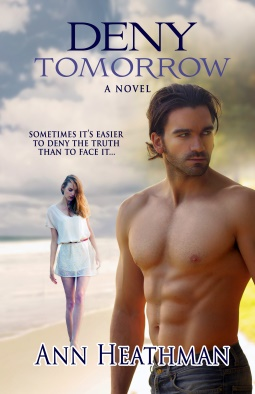 DENY
TOMORROW
A NOVEL
SOMETIMES IT'S EASIER
TO DENY THE TRUTH
THAN TO FACE IT...
ANN HEATHMAN